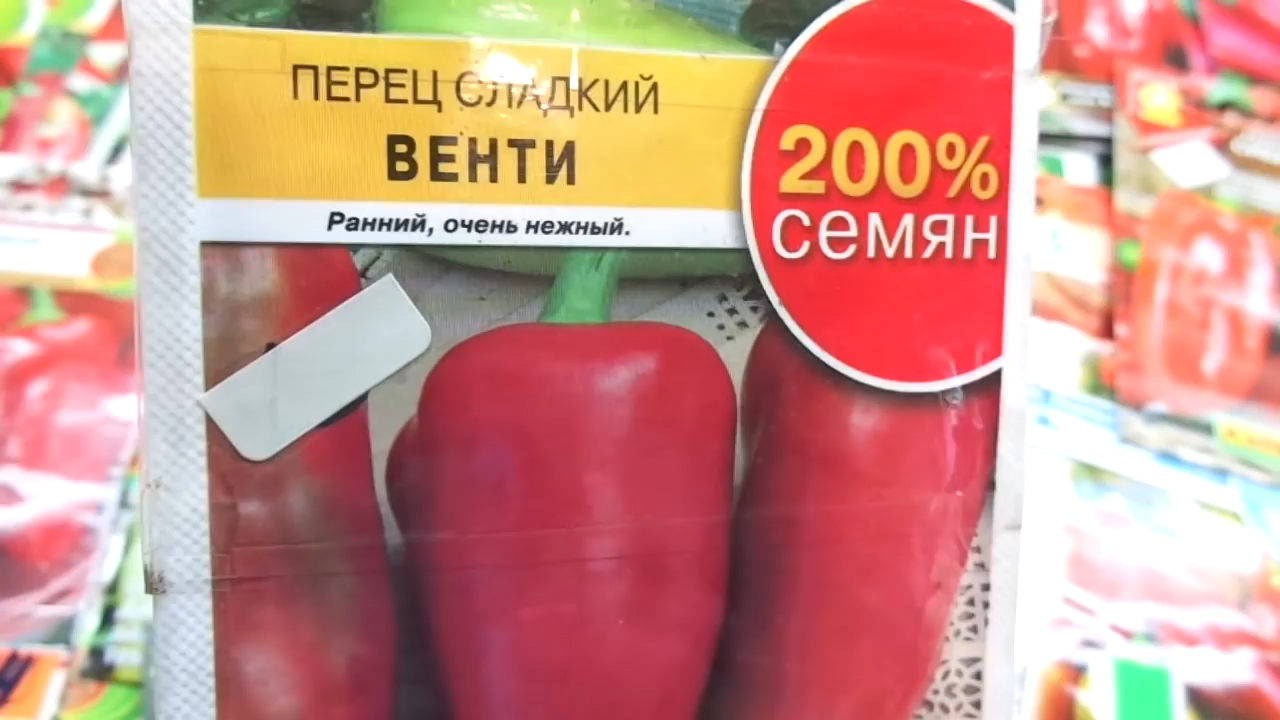 ПЕРЕЦ СЛАДКИЙ
ВЕНТИ
Ранний, очень нежный.
200%
семян